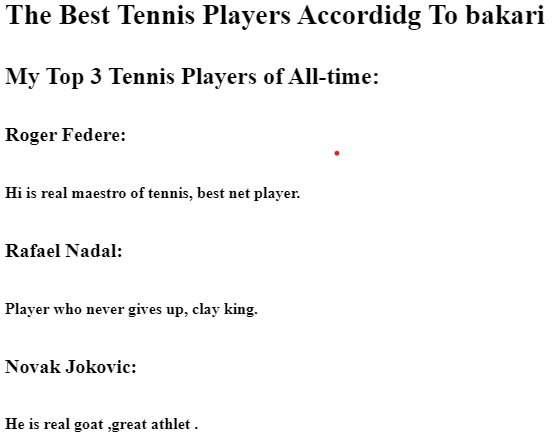 The Best Tennis Players Accordidg To bakari
My Top 3 Tennis Players of All-time:
Roger Federe:
Hi is real maestro of tennis, best net player.
Rafael Nadal:
Player who never gives up, clay king.
Novak Jokovic:
He is real goat ,great athlet .